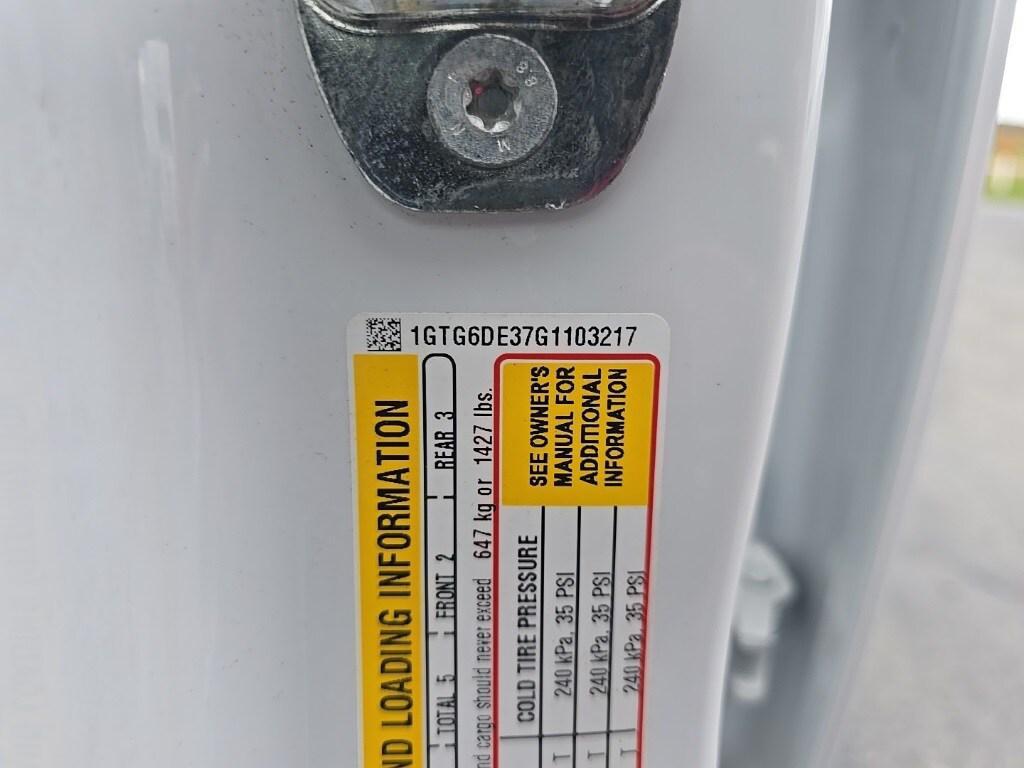 8.8
1GTG6DE37G1103217
ND LOADING INFORMATION
TOTAL 5 FRONT 2 REAR 3
nd cargo should never exceed 647 kg or 1427 lbs.
SEE OWNER'S
MANUAL FOR
ADDITIONAL
INFORMATION
COLD TIRE PRESSURE
T 240 kPa, 35 PSI
T 240 kPa, 35 PSI
T 240 kPa, 35 PSI